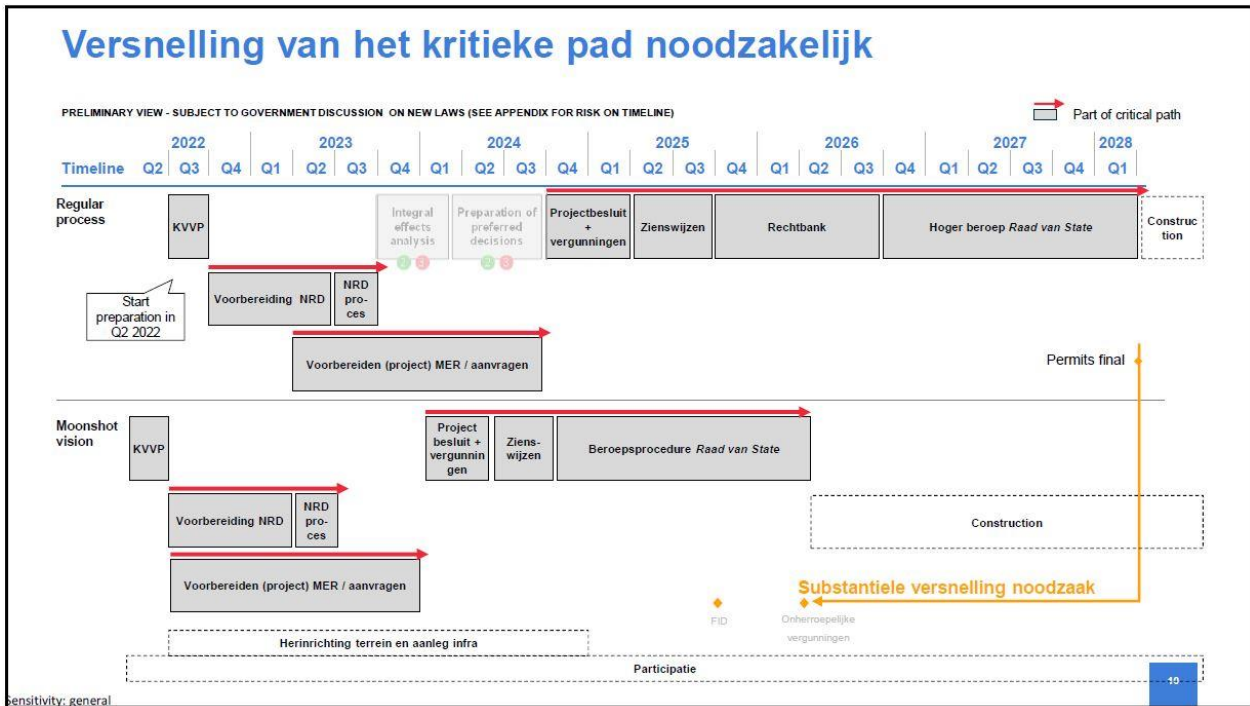 Versnelling van het kritieke pad noodzakelijk
PRELIMINARY VIEW - SUBJECT TO GOVERNMENT DISCUSSION ON NEW LAWS (SEE APPENDIX FOR RISK ON TIMELINE)
Part of critical path
2022 2023 2024 2025 2026 2027 2028
Timeline Q2 Q3 Q4 Q1 Q2 Q3 Q4 Q1 Q2 Q3 Q4 Q1 Q2 Q3 Q4 Q1 Q2 Q3 Q4 Q1 Q2 Q3 Q4 Q1
Regular
process
KVVP
Integral
effects
analysis
Preparation of
preferred
decisions
Projectbesluit
+
vergunningen
Zienswijzen
Rechtbank
Hoger beroep Raad van State
Construc
tion
Start
preparation in
Q2 2022
Voorbereiding NRD
NRD
pro-
ces
Voorbereiden (project) MER / aanvragen
Permits final
Moonshot
vision
KVVP
Project
besluit +
vergunnin
gen
Ziens-
wijzen
Beroepsprocedure Raad van State
Voorbereiding NRD
NRD
pro-
ces
Construction
Voorbereiden (project) MER / aanvragen
Substantiele versnelling noodzaak
FID
Onherroepelijke
vergunningen
Herinrichting terrein en aanleg infra
Participatie
10
Sensitivity: general